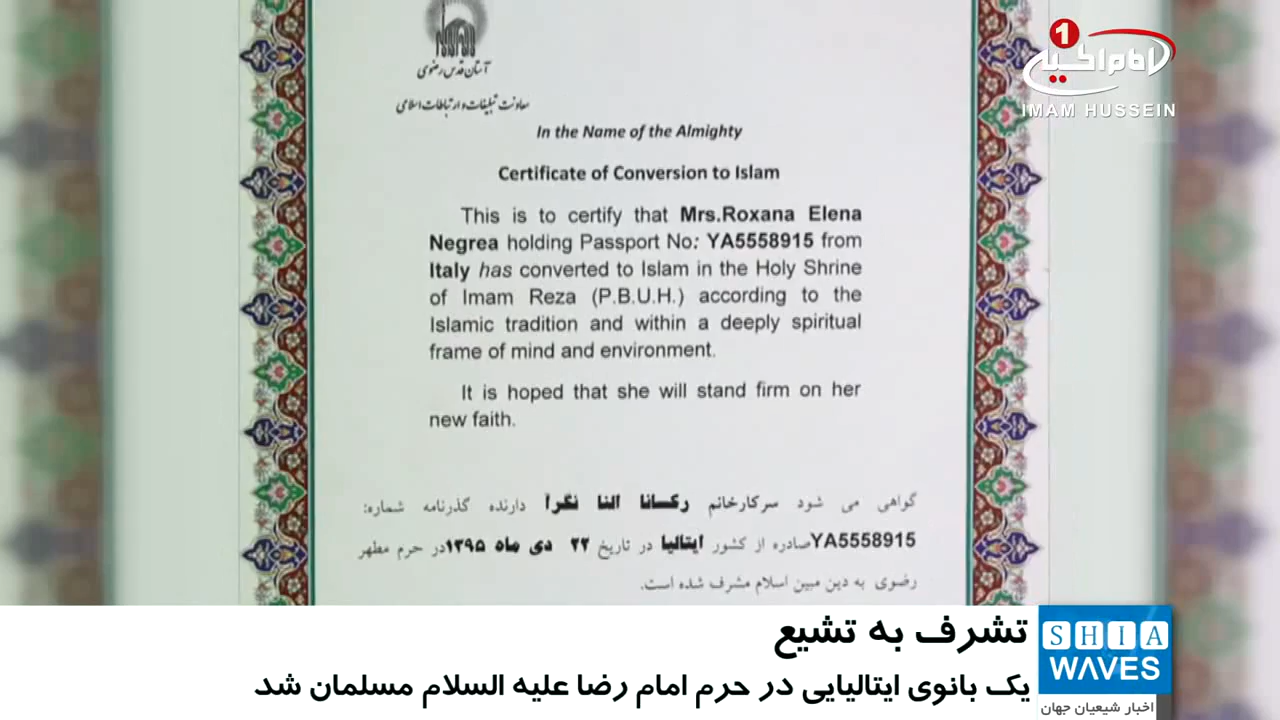 آستان قدس رضوی
معاونت تبلیغات و ارتباطات اسلامی
In the Name of the Almighty
Certificate of Conversion to Islam
This is to certify that Mrs.Roxana Elena
Negrea holding Passport No: YA5558915 from
Italy has converted to Islam in the Holy Shrine
of Imam Reza (P.B.U.H.) according to the
Islamic tradition and within a deeply spiritual
frame of mind and environment.
It is hoped that she will stand firm on her
new faith.
گواهی می شود سرکارخانم رکسانا النا نگرآ دارنده گذرنامه شماره:
YA5558915صادره از کشور ایتالیا در تاریخ ۲۲ دی ماه ۱۳۹۵در حرم مطهر
رضوی به دین مبین اسلام مشرف شده است.
امام حسین 1
IMAM HUSSEIN
تشرف به تشیع
یک بانوی ایتالیایی در حرم امام رضا علیه السلام مسلمان شد
SHIA
WAVES
اخبار شیعیان جهان